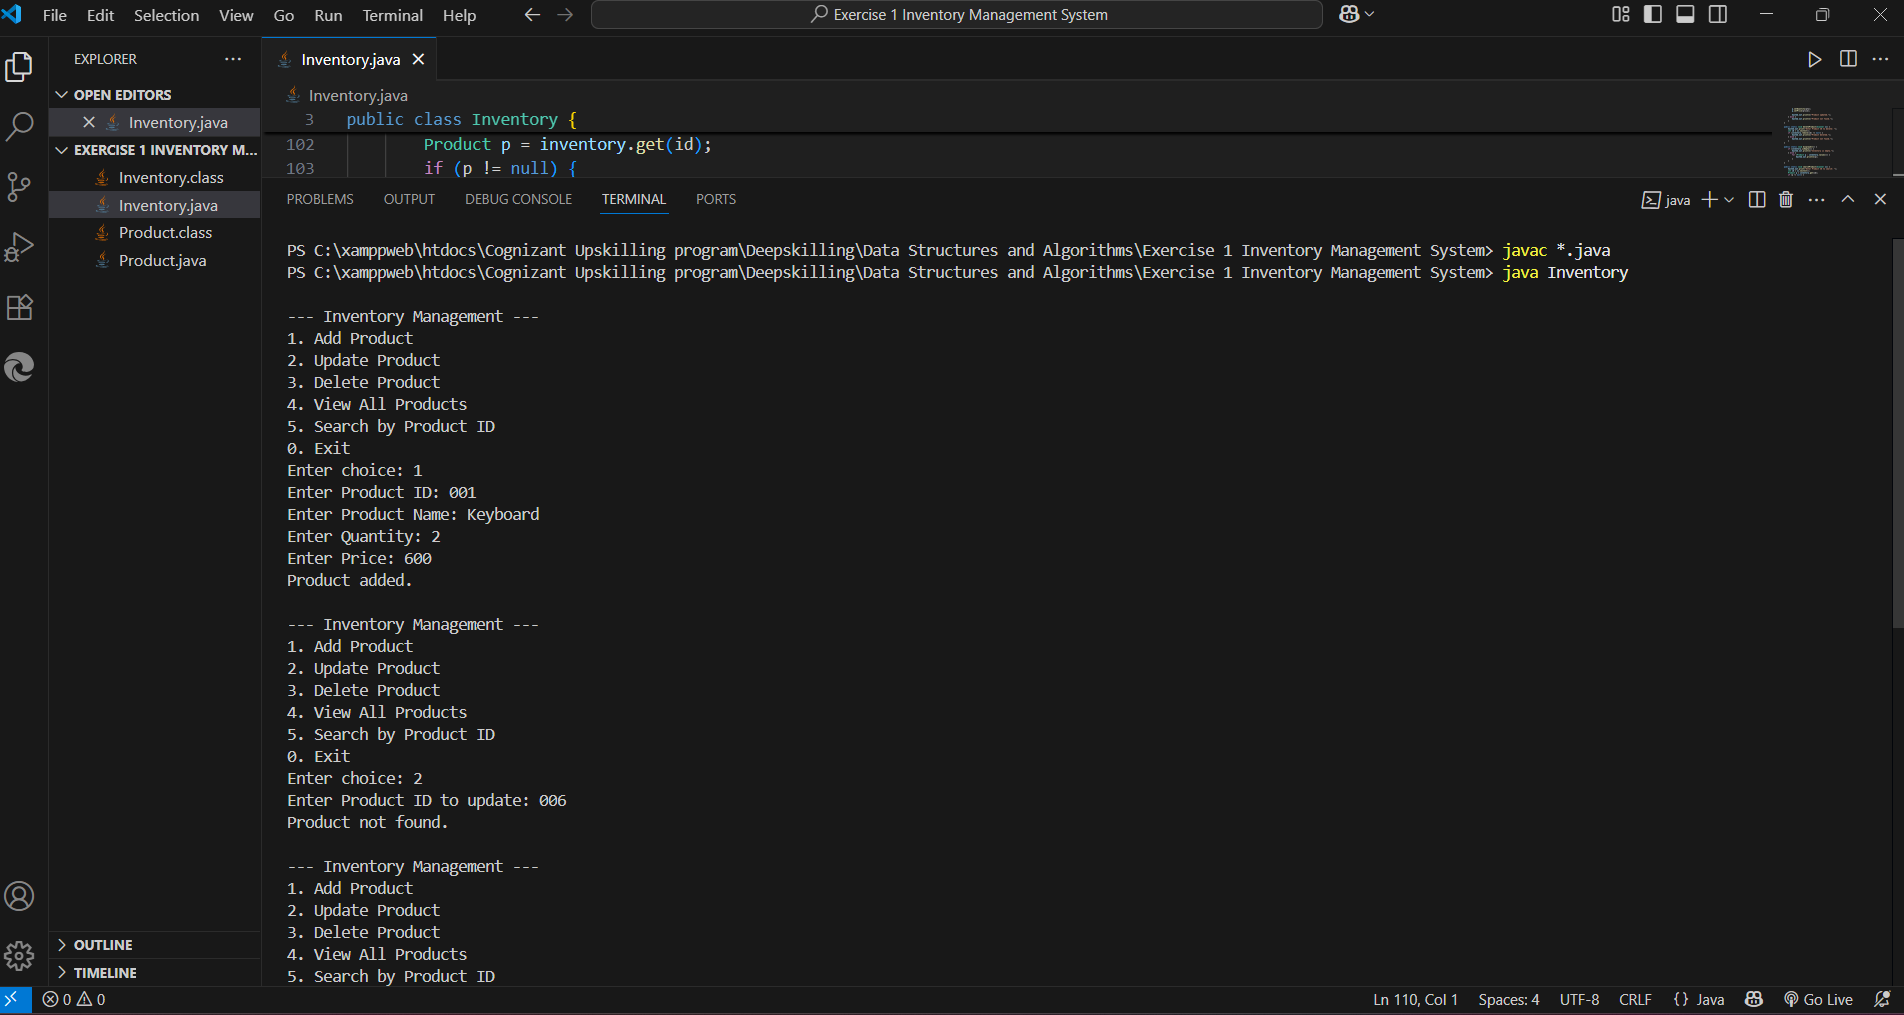 File Edit Selection View Go Run Terminal Help
Exercise 1 Inventory Management System
EXPLORER
OPEN EDITORS
Inventory.java
EXERCISE 1 INVENTORY M...
Inventory.class
Inventory.java
Product.class
Product.java
OUTLINE
TIMELINE
Inventory.java
Inventory.java
3 public class Inventory {
102 Product p = inventory.get(id);
103 if (p != null) {
PROBLEMS OUTPUT DEBUG CONSOLE TERMINAL PORTS
java
PS C:\xamppweb\htdocs\Cognizant Upskilling program\Deepskilling\Data Structures and Algorithms\Exercise 1 Inventory Management System> javac *.java
PS C:\xamppweb\htdocs\Cognizant Upskilling program\Deepskilling\Data Structures and Algorithms\Exercise 1 Inventory Management System> java Inventory
--- Inventory Management ---
1. Add Product
2. Update Product
3. Delete Product
4. View All Products
5. Search by Product ID
0. Exit
Enter choice: 1
Enter Product ID: 001
Enter Product Name: Keyboard
Enter Quantity: 2
Enter Price: 600
Product added.
--- Inventory Management ---
1. Add Product
2. Update Product
3. Delete Product
4. View All Products
5. Search by Product ID
0. Exit
Enter choice: 2
Enter Product ID to update: 006
Product not found.
--- Inventory Management ---
1. Add Product
2. Update Product
3. Delete Product
4. View All Products
5. Search by Product ID
0 0
Ln 110, Col 1 Spaces: 4 UTF-8 CRLF {} Java Go Live